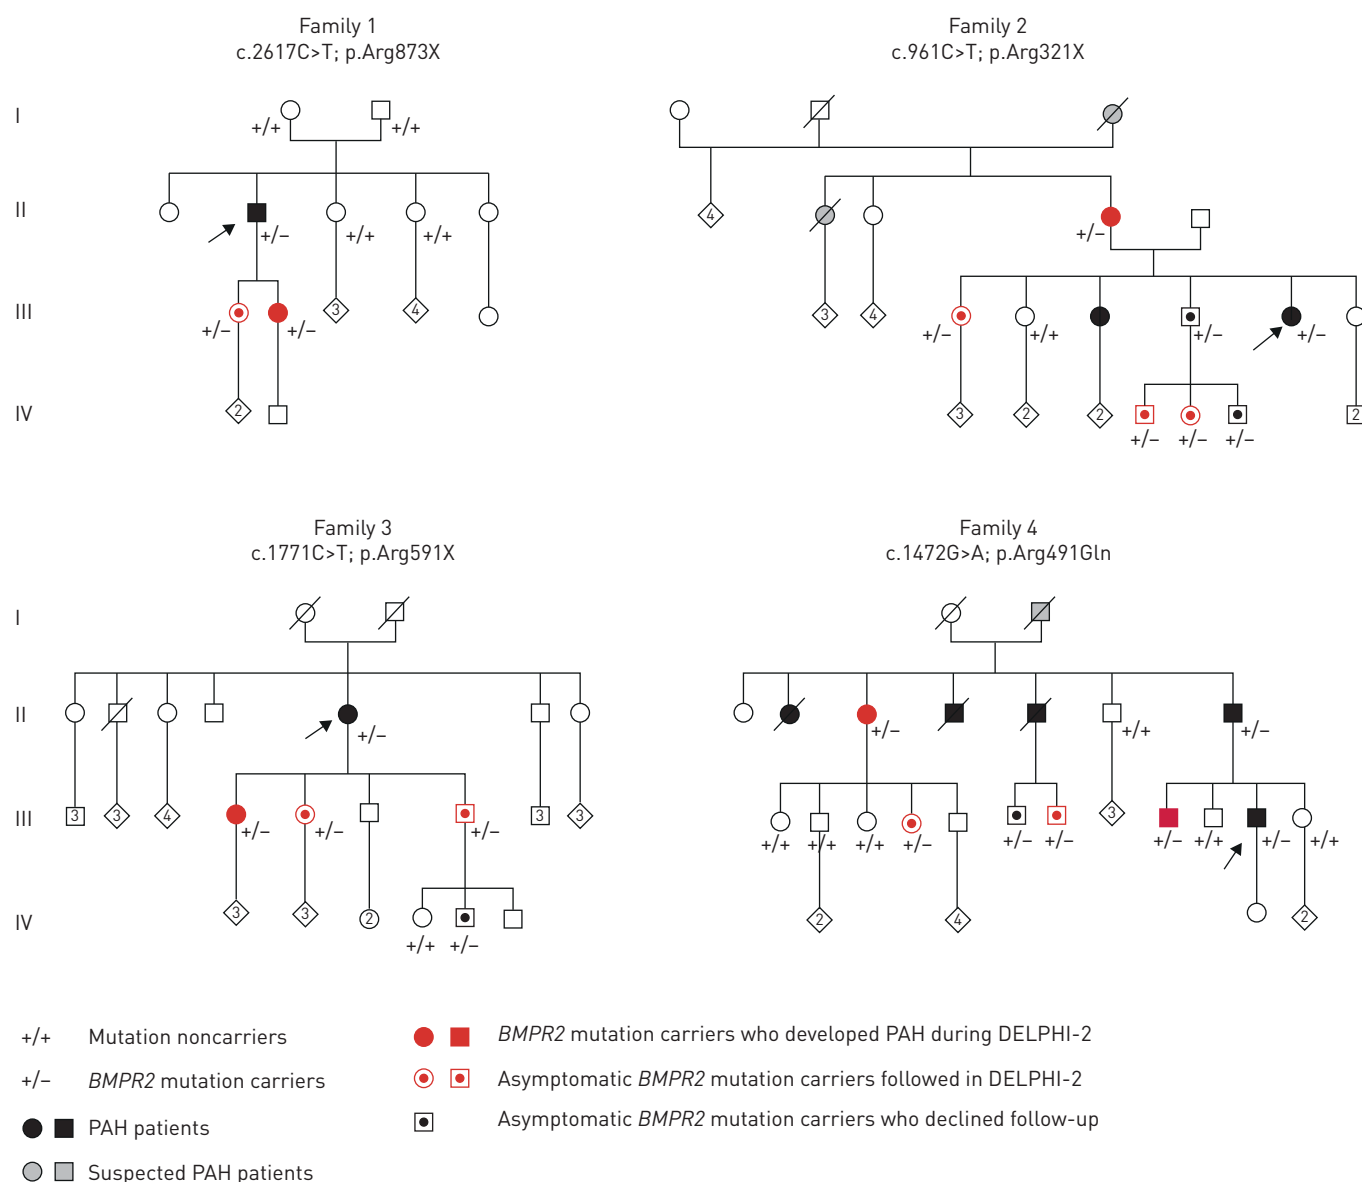 Family 1
c.2617C>T; p.Arg873X
Family 2
c.961C>T; p.Arg321X
I
+/+ +/+
II
4
+/– +/+ +/+
+/–
III
3 4
3 4
+/– +/–
+/– +/+ +/– +/–
IV
2
3 2 2 2
+/– +/– +/–
Family 3
c.1771C>T; p.Arg591X
Family 4
c.1472G>A; p.Arg491Gln
I
II
+/–
+/– +/+ +/–
III
3 3 4 3 3
3
+/– +/– +/–
+/+ +/+ +/+ +/– +/– +/– +/– +/+ +/– +/+
IV
3 3 2
2 4 2
+/+ +/–
+/+ Mutation noncarriers
+/– BMPR2 mutation carriers
PAH patients
Suspected PAH patients
BMPR2 mutation carriers who developed PAH during DELPHI-2
Asymptomatic BMPR2 mutation carriers followed in DELPHI-2
Asymptomatic BMPR2 mutation carriers who declined follow-up